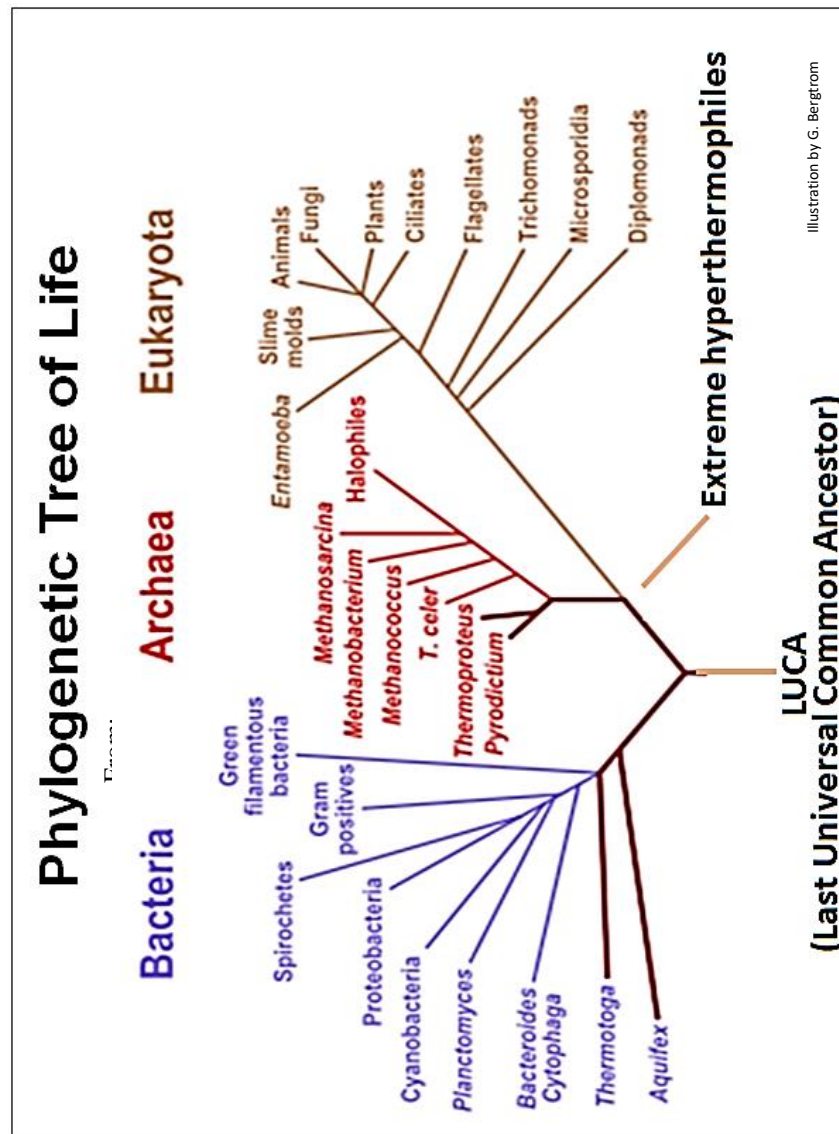 Phylogenetic Tree of Life
Bacteria
Archaea
Eukaryota
Green
filamentous
bacteria
Gram
positives
Spirochetes
Proteobacteria
Cyanobacteria
Planctomyces
Bacteroides
Cytophaga
Thermotoga
Aquifex
Methanosarcina
Methanobacterium
Methanococcus
T. celer
Thermoproteus
Pyrodictium
Halophiles
Entamoeba
Slime
molds
Animals
Fungi
Plants
Ciliates
Flagellates
Trichomonads
Microsporidia
Diplomonads
Extreme hyperthermophiles
LUCA
(Last Universal Common Ancestor)
Illustration by G. Bergtrom